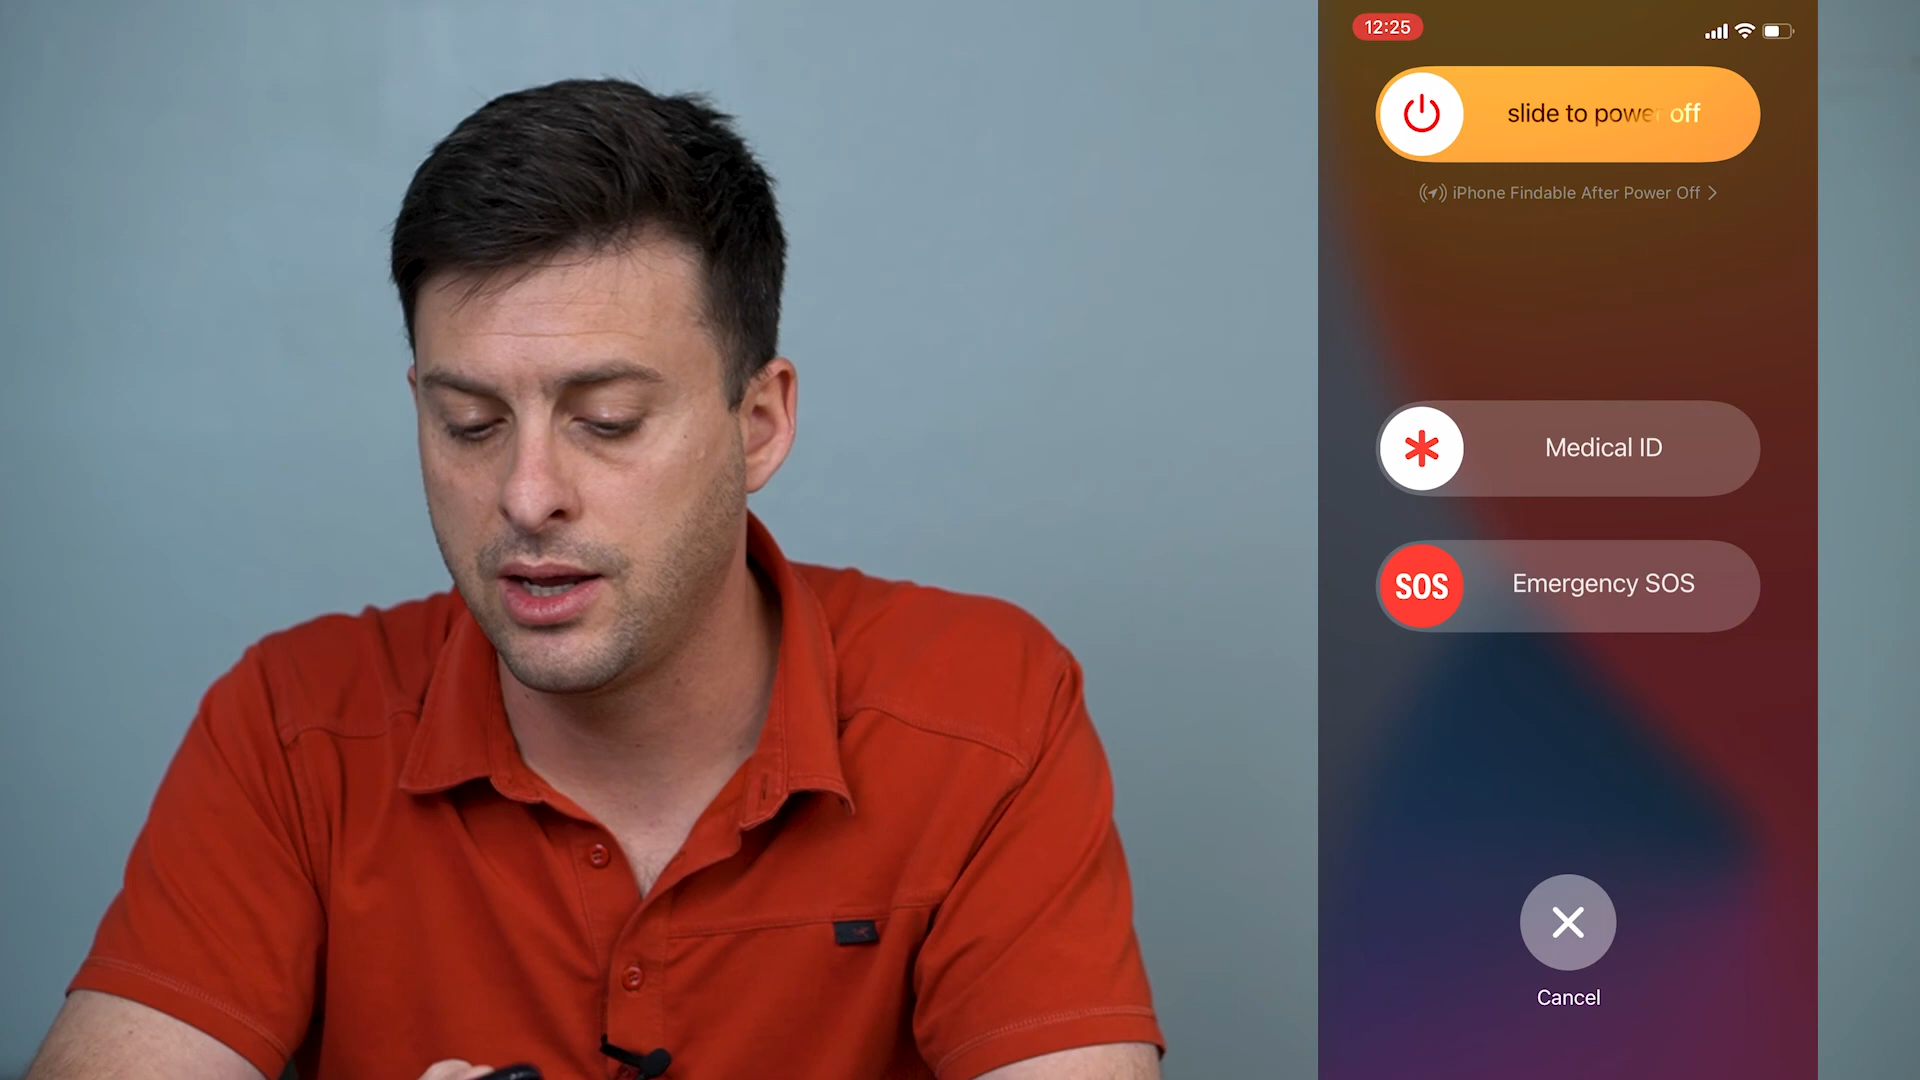 12:25
slide to power off
iPhone Findable After Power Off
Medical ID
SOS
Emergency SOS
Cancel